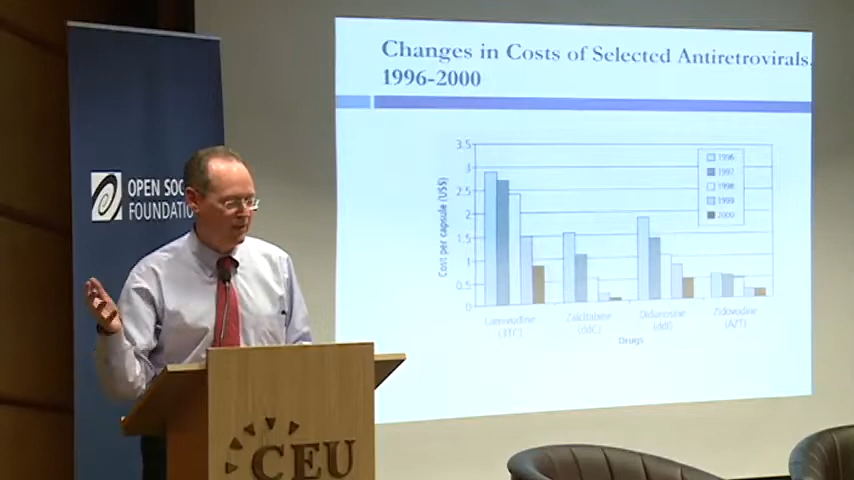 Changes in Costs of Selected Antiretrovirals,
1996-2000
OPEN SOC
FOUNDATION
Cost per capsule (US$)
3.5
3
2.5
2
1.5
1
0.5
0
1996
1997
1998
1999
2000
Lamivudine
(3TC)
Zalcitabine
(ddC)
Didanosine
(ddI)
Zidovudine
(AZT)
Drugs
CEU